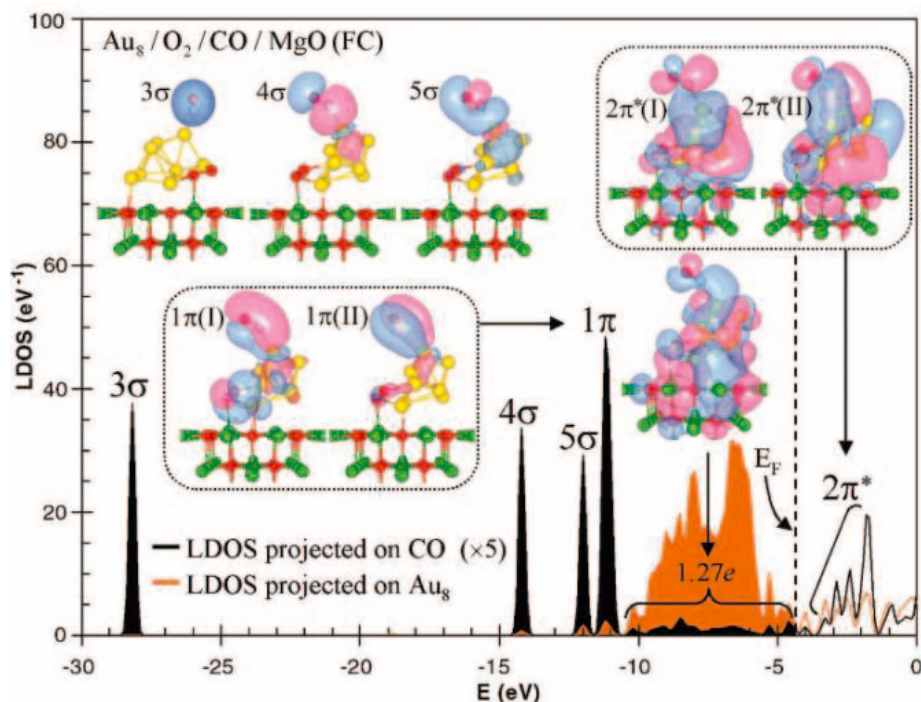 Au₈ / O₂ / CO / MgO (FC)
3σ
4σ
5σ
2π*(I)
2π*(II)
1π(I)
1π(II)
1π
3σ
4σ
5σ
E_F
2π*
1.27e
LDOS projected on CO (×5)
LDOS projected on Au₈
LDOS (eV⁻¹)
100
80
60
40
20
0
-30
-25
-20
-15
-10
-5
0
E (eV)